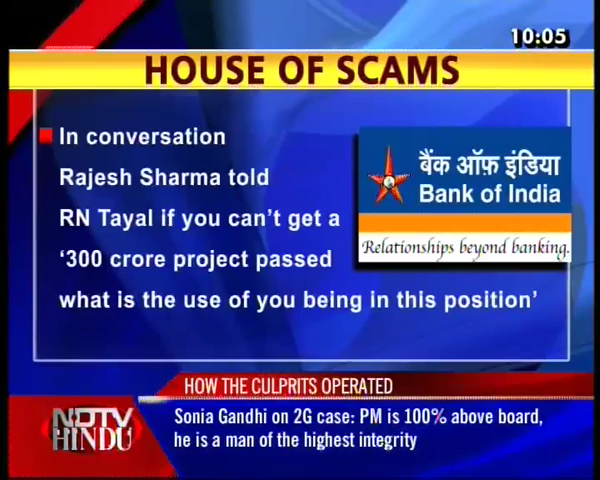 10:05
HOUSE OF SCAMS
In conversation
Rajesh Sharma told
RN Tayal if you can't get a
‘300 crore project passed
what is the use of you being in this position’
बैंक ऑफ़ इंडिया
Bank of India
Relationships beyond banking.
HOW THE CULPRITS OPERATED
NDTV
HINDU
Sonia Gandhi on 2G case: PM is 100% above board,
he is a man of the highest integrity